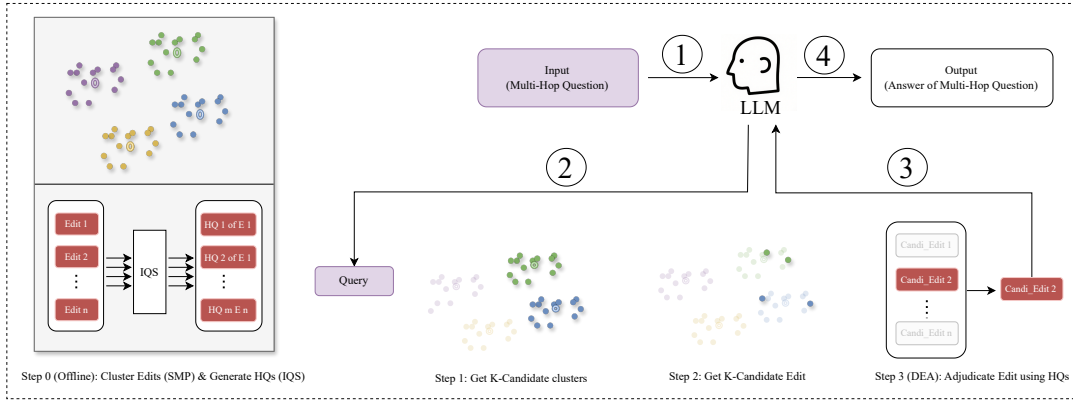 Input
(Multi-Hop Question)
1
LLM
4
Output
(Answer of Multi-Hop Question)
2
3
Edit 1
Edit 2
Edit n
IQS
HQ 1 of E 1
HQ 2 of E 1
HQ m E n
Query
Candi_Edit 1
Candi_Edit 2
Candi_Edit n
Candi_Edit 2
Step 0 (Offline): Cluster Edits (SMP) & Generate HQs (IQS)
Step 1: Get K-Candidate clusters
Step 2: Get K-Candidate Edit
Step 3 (DEA): Adjudicate Edit using HQs